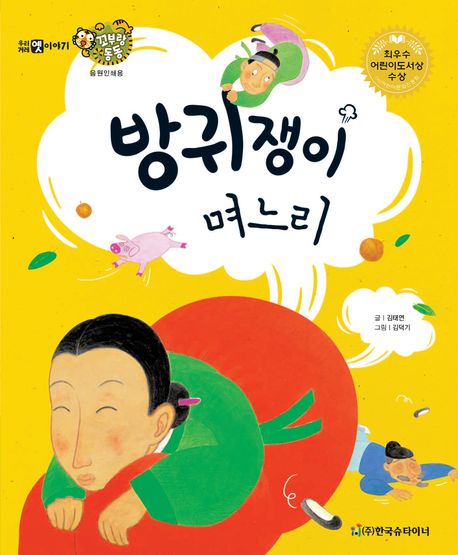 우리
겨레
옛이야기
꼬부랑
똥똥
음원인쇄용
최우수
어린이도서상
수상
방귀쟁이
며느리
글 | 김태연
그림 | 김덕기
(주)한국슈타이너